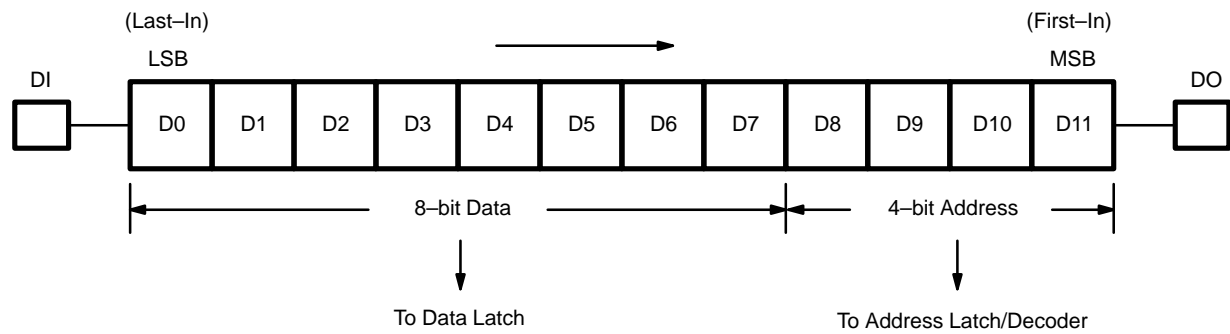 (Last–In)
(First–In)
LSB
MSB
DI
DO
D0 D1 D2 D3 D4 D5 D6 D7 D8 D9 D10 D11
8–bit Data
4–bit Address
To Data Latch
To Address Latch/Decoder